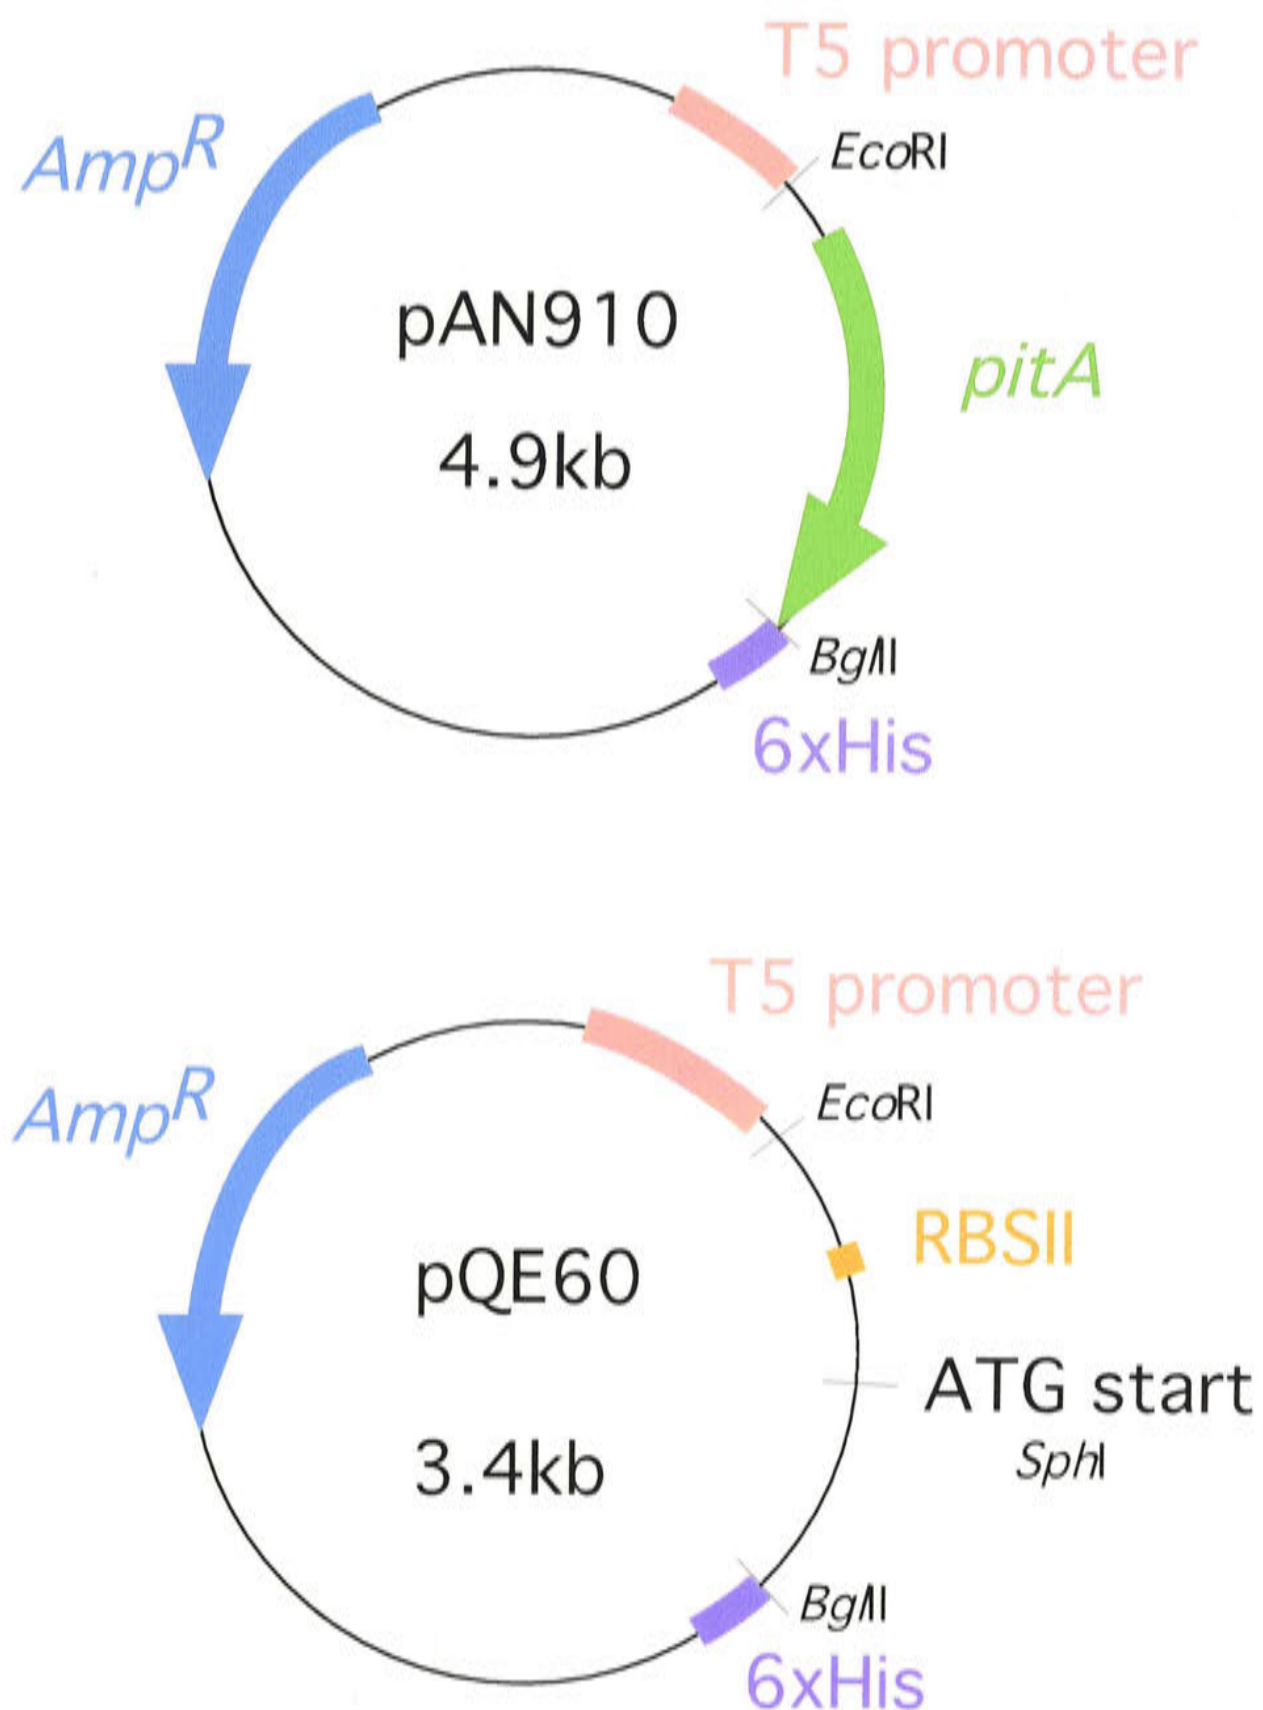 T5 promoter
AmpR
EcoRI
pAN910
pitA
4.9kb
BglII
6xHis
T5 promoter
AmpR
EcoRI
RBSII
pQE60
ATG start
SphI
3.4kb
BglII
6xHis